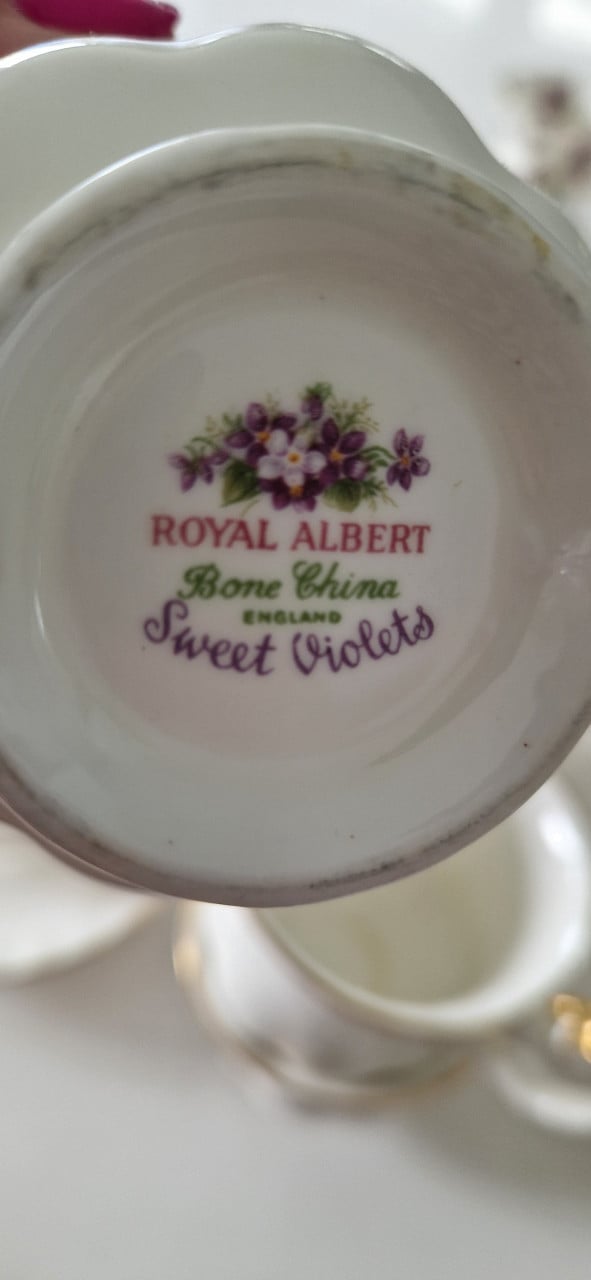 ROYAL ALBERT
Bone China
ENGLAND
Sweet Violets